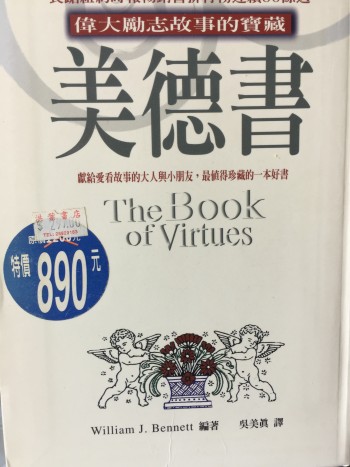 偉大勵志故事的寶藏
美德書
獻給愛看故事的大人與小朋友，最值得珍藏的一本好書
The Book
of Virtues
特價 890 元
William J. Bennett 編著 吳美真 譯